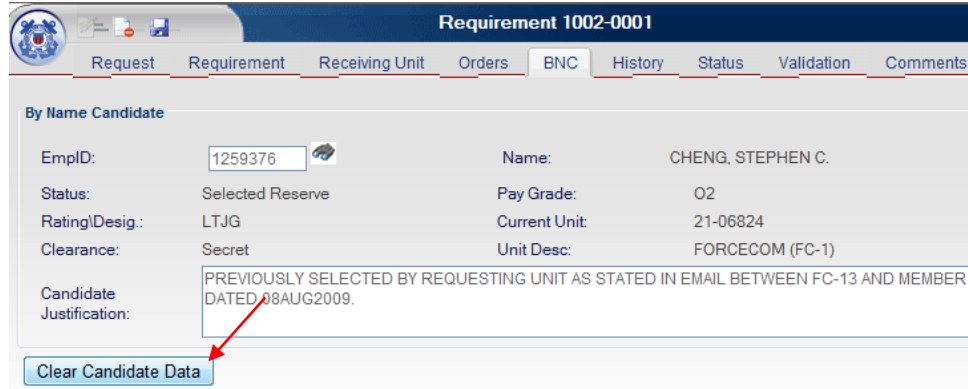 Requirement 1002-0001
Request Requirement Receiving Unit Orders BNC History Status Validation Comments
By Name Candidate
EmpID: 1259376 Name: CHENG, STEPHEN C.
Status: Selected Reserve Pay Grade: O2
Rating\Desig.: LTJG Current Unit: 21-06824
Clearance: Secret Unit Desc: FORCECOM (FC-1)
Candidate Justification: PREVIOUSLY SELECTED BY REQUESTING UNIT AS STATED IN EMAIL BETWEEN FC-13 AND MEMBER
DATED 08AUG2009.
Clear Candidate Data